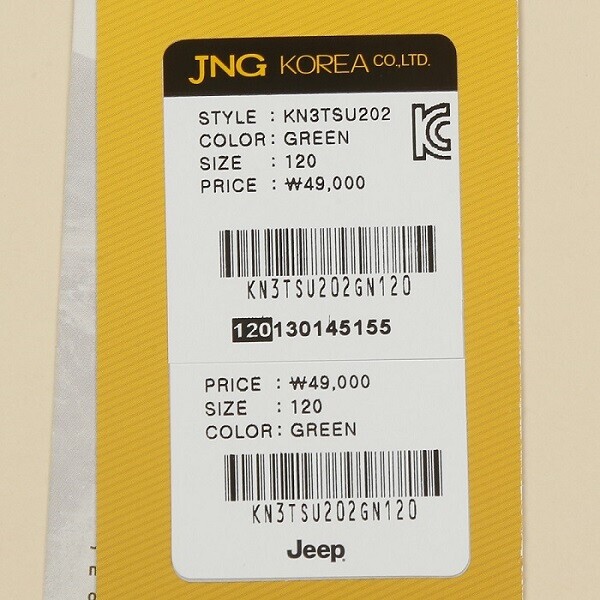 JNG KOREA CO.,LTD.
STYLE : KN3TSU202
COLOR : GREEN
SIZE : 120
PRICE : ₩49,000
KN3TSU202GN120
120130145155
PRICE : ₩49,000
SIZE : 120
COLOR : GREEN
KN3TSU202GN120
Jeep